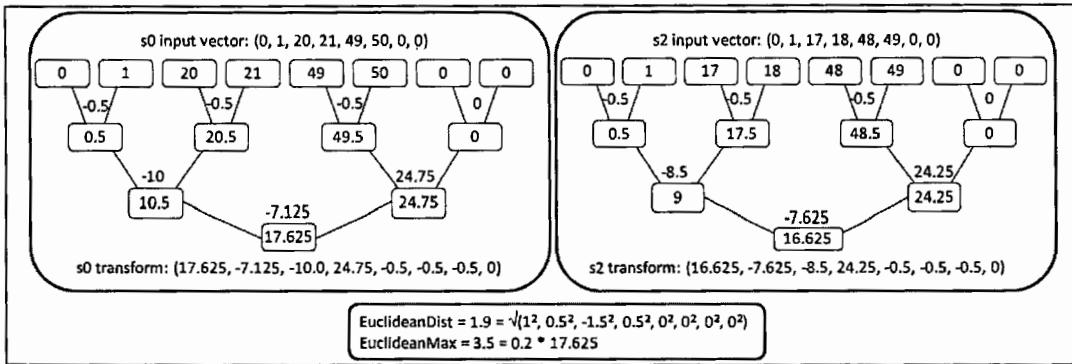 s0 input vector: (0, 1, 20, 21, 49, 50, 0, 0)
0 1 20 21 49 50 0 0
-0.5 -0.5 -0.5 0
0.5 20.5 49.5 0
-10 24.75
10.5 24.75
-7.125
17.625
s0 transform: (17.625, -7.125, -10.0, 24.75, -0.5, -0.5, -0.5, 0)
s2 input vector: (0, 1, 17, 18, 48, 49, 0, 0)
0 1 17 18 48 49 0 0
-0.5 -0.5 -0.5 0
0.5 17.5 48.5 0
-8.5 24.25
9 24.25
-7.625
16.625
s2 transform: (16.625, -7.625, -8.5, 24.25, -0.5, -0.5, -0.5, 0)
EuclideanDist = 1.9 = √(1², 0.5², -1.5², 0.5², 0², 0², 0², 0²)
EuclideanMax = 3.5 = 0.2 * 17.625